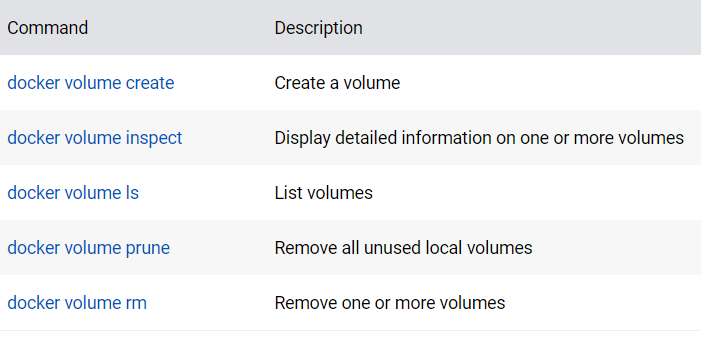 Command Description
docker volume create Create a volume
docker volume inspect Display detailed information on one or more volumes
docker volume ls List volumes
docker volume prune Remove all unused local volumes
docker volume rm Remove one or more volumes